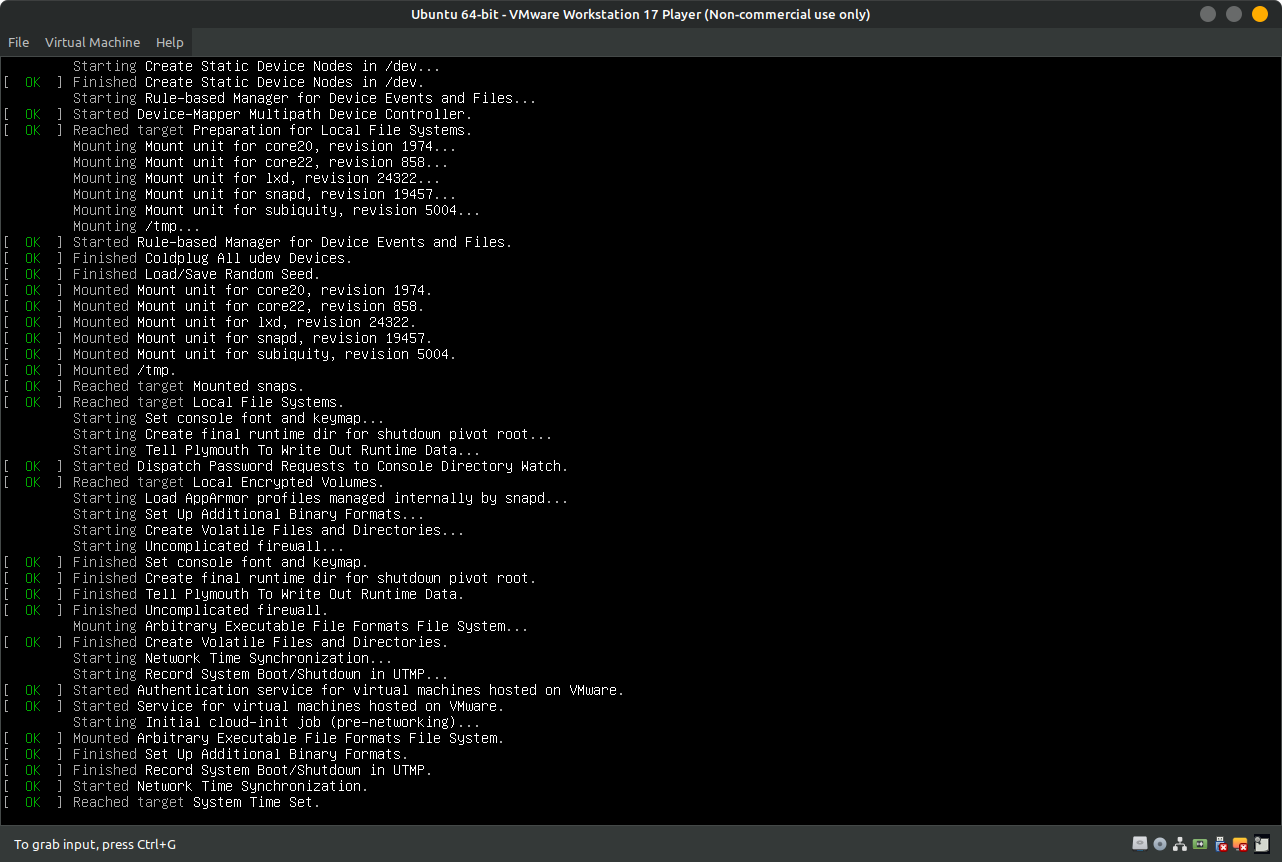 Ubuntu 64-bit - VMware Workstation 17 Player (Non-commercial use only)
File Virtual Machine Help
Starting Create Static Device Nodes in /dev...
[ OK ] Finished Create Static Device Nodes in /dev.
Starting Rule-based Manager for Device Events and Files...
[ OK ] Started Device-Mapper Multipath Device Controller.
[ OK ] Reached target Preparation for Local File Systems.
Mounting Mount unit for core20, revision 1974...
Mounting Mount unit for core22, revision 858...
Mounting Mount unit for lxd, revision 24322...
Mounting Mount unit for snapd, revision 19457...
Mounting Mount unit for subiquity, revision 5004...
Mounting /tmp...
[ OK ] Started Rule-based Manager for Device Events and Files.
[ OK ] Finished Coldplug All udev Devices.
[ OK ] Finished Load/Save Random Seed.
[ OK ] Mounted Mount unit for core20, revision 1974.
[ OK ] Mounted Mount unit for core22, revision 858.
[ OK ] Mounted Mount unit for lxd, revision 24322.
[ OK ] Mounted Mount unit for snapd, revision 19457.
[ OK ] Mounted Mount unit for subiquity, revision 5004.
[ OK ] Mounted /tmp.
[ OK ] Reached target Mounted snaps.
[ OK ] Reached target Local File Systems.
Starting Set console font and keymap...
Starting Create final runtime dir for shutdown pivot root...
Starting Tell Plymouth To Write Out Runtime Data...
[ OK ] Started Dispatch Password Requests to Console Directory Watch.
[ OK ] Reached target Local Encrypted Volumes.
Starting Load AppArmor profiles managed internally by snapd...
Starting Set Up Additional Binary Formats...
Starting Create Volatile Files and Directories...
Starting Uncomplicated firewall...
[ OK ] Finished Set console font and keymap.
[ OK ] Finished Create final runtime dir for shutdown pivot root.
[ OK ] Finished Tell Plymouth To Write Out Runtime Data.
[ OK ] Finished Uncomplicated firewall.
Mounting Arbitrary Executable File Formats File System...
[ OK ] Finished Create Volatile Files and Directories.
Starting Network Time Synchronization...
Starting Record System Boot/Shutdown in UTMP...
[ OK ] Started Authentication service for virtual machines hosted on VMware.
[ OK ] Started Service for virtual machines hosted on VMware.
Starting Initial cloud-init job (pre-networking)...
[ OK ] Mounted Arbitrary Executable File Formats File System.
[ OK ] Finished Set Up Additional Binary Formats.
[ OK ] Finished Record System Boot/Shutdown in UTMP.
[ OK ] Started Network Time Synchronization.
[ OK ] Reached target System Time Set.
To grab input, press Ctrl+G